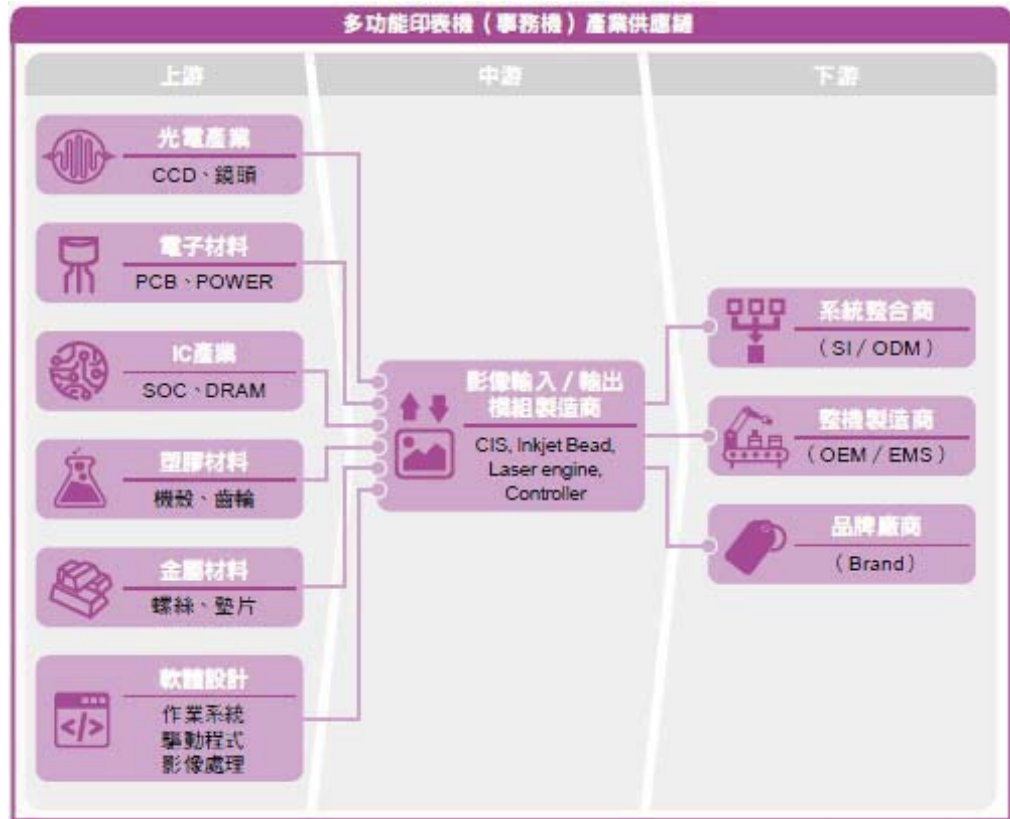 多功能印表機（事務機）產業供應鏈
上游
中游
下游
光電產業
CCD、鏡頭
電子材料
PCB、POWER
IC產業
SOC、DRAM
塑膠材料
機殼、齒輪
金屬材料
螺絲、墊片
軟體設計
作業系統
驅動程式
影像處理
</>
影像輸入 / 輸出
模組製造商
CIS, Inkjet Bead,
Laser engine,
Controller
系統整合商
（SI / ODM）
整機製造商
（OEM / EMS）
品牌廠商
（Brand）